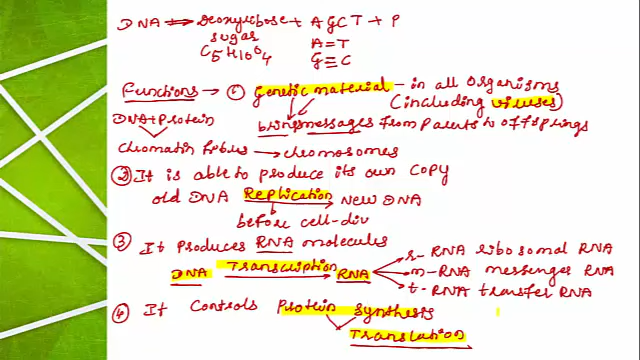 DNA ⇒ Deoxyribose + A G C T + P
sugar
C5H10O4
A = T
G ≡ C
Functions → ① Genetic material - in all organisms
(including viruses)
DNA + protein
brings messages from parents to offsprings
chromatin fibres → chromosomes
② It is able to produce its own copy
old DNA Replication → NEW DNA
before cell-div
③ It produces RNA molecules
r- RNA ribosomal RNA
DNA Transcription → RNA
m- RNA messenger RNA
t- RNA transfer RNA
④ It controls protein synthesis
Translation